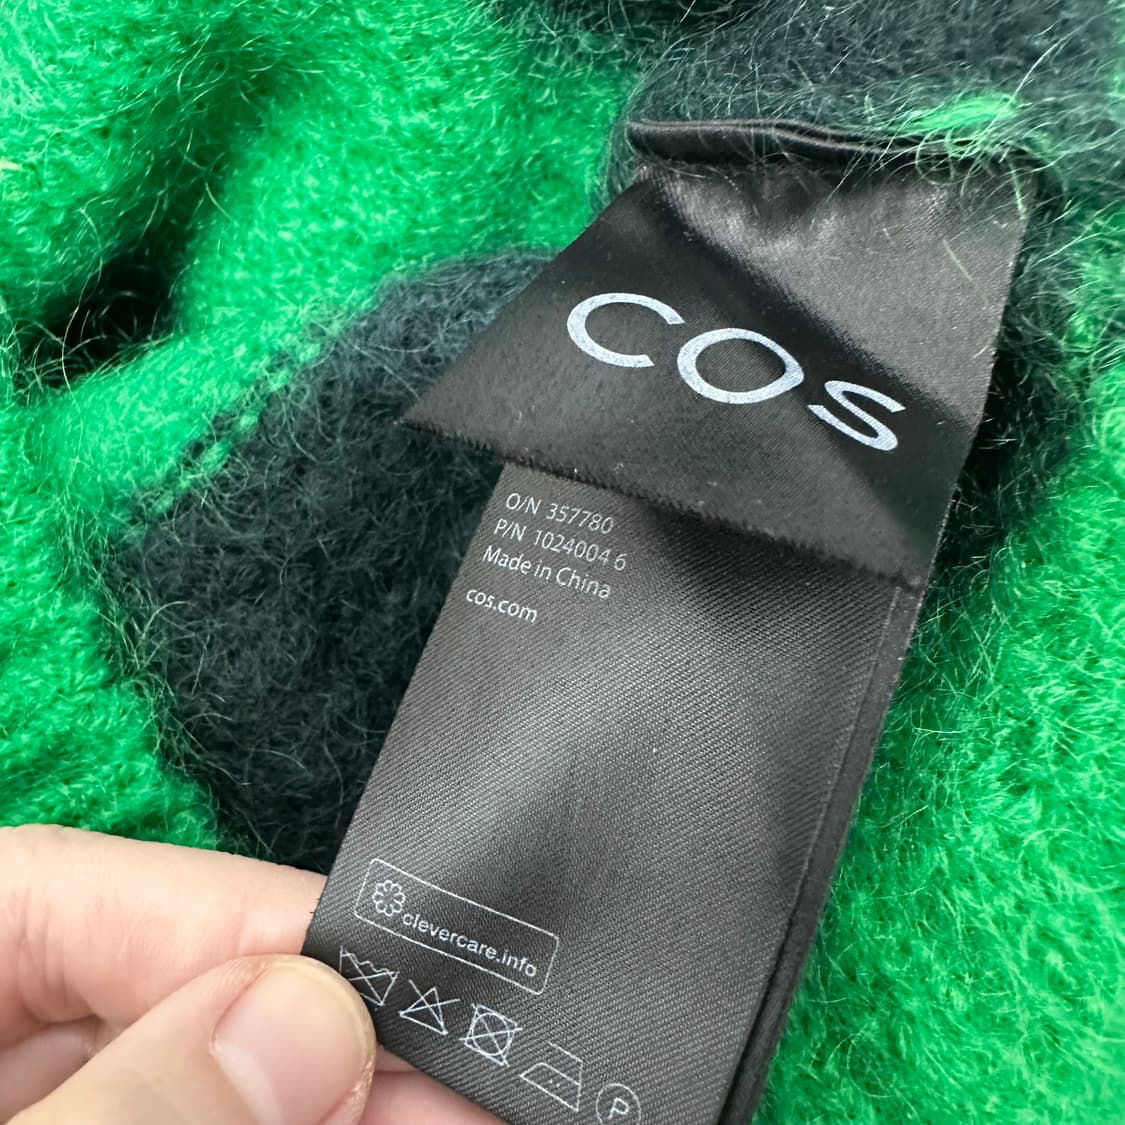 COS
O/N 357780
P/N 1024004 6
Made in China
cos.com
clevercare.info
P